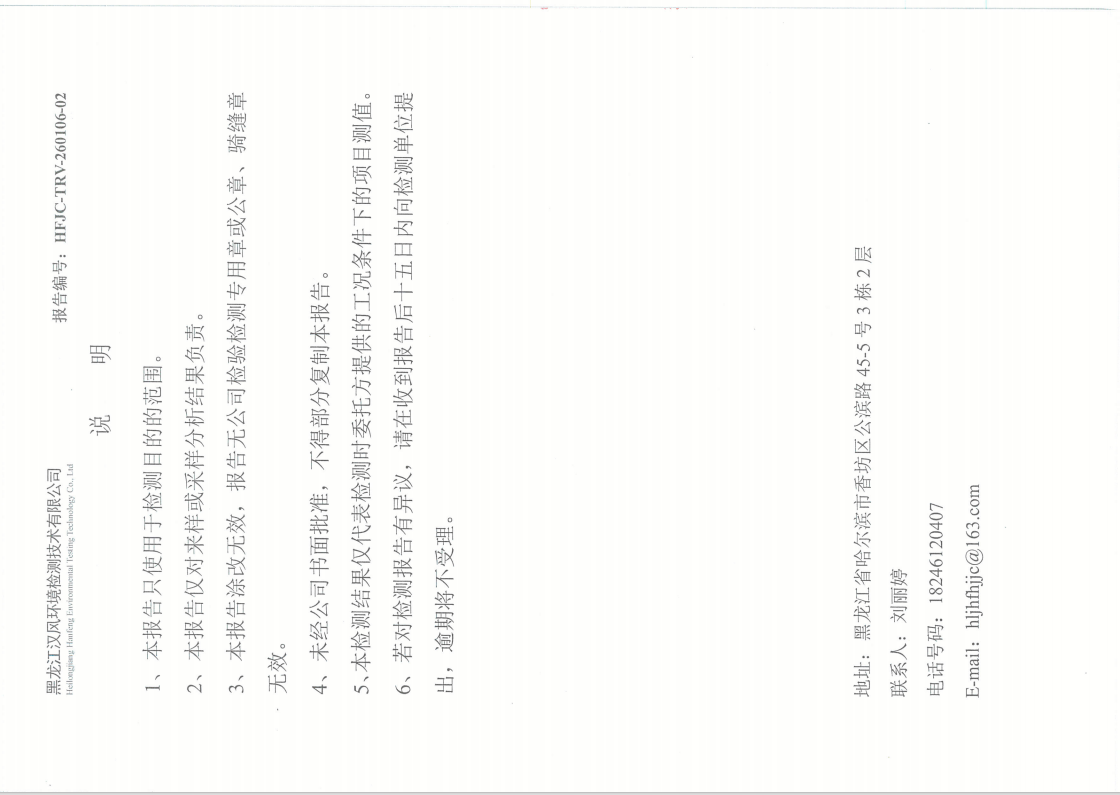 黑龙江汉风环境检测技术有限公司
Heilongjiang Hanfeng Environmental Testing Technology Co., Ltd
报告编号：HFJC-TRV-260106-02
说 明
1、本报告只使用于检测目的的范围。
2、本报告仅对来样或采样分析结果负责。
3、本报告涂改无效，报告无公司检验检测专用章或公章、骑缝章
无效。
4、未经公司书面批准，不得部分复制本报告。
5、本检测结果仅代表检测时委托方提供的工况条件下的项目测值。
6、若对检测报告有异议，请在收到报告后十五日内向检测单位提
出，逾期将不受理。
地址：黑龙江省哈尔滨市香坊区公滨路 45-5 号 3 栋 2 层
联系人：刘丽婷
电话号码：18246120407
E-mail：hljhfhjjc@163.com